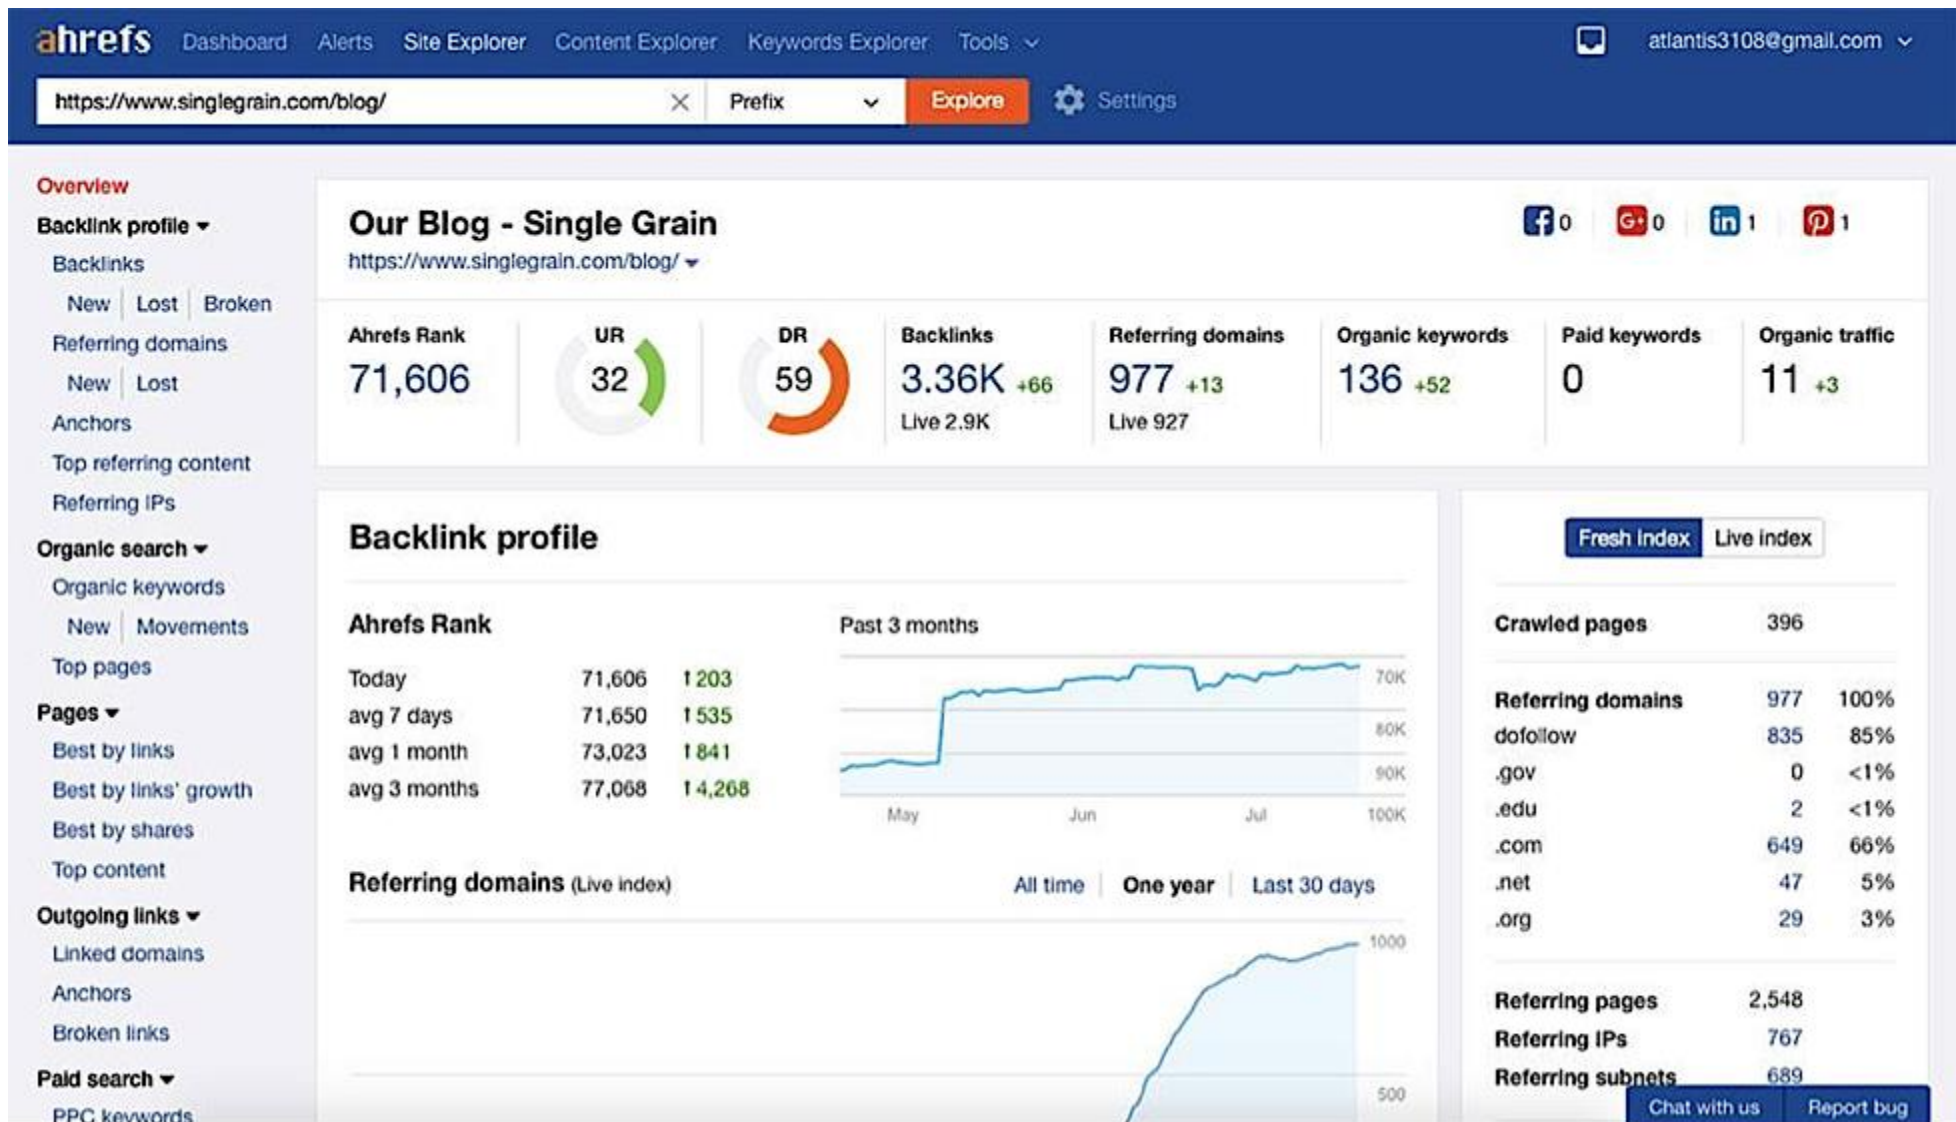 ahrefs Dashboard Alerts Site Explorer Content Explorer Keywords Explorer Tools atlantis3108@gmail.com
https://www.singlegrain.com/blog/ Prefix Explore Settings
Overview
Backlink profile
Backlinks
New Lost Broken
Referring domains
New Lost
Anchors
Top referring content
Referring IPs
Organic search
Organic keywords
New Movements
Top pages
Pages
Best by links
Best by links' growth
Best by shares
Top content
Outgoing links
Linked domains
Anchors
Broken links
Paid search
PPC keywords
Our Blog - Single Grain
https://www.singlegrain.com/blog/
0 G+ 0 in 1 1
Ahrefs Rank UR DR Backlinks Referring domains Organic keywords Paid keywords Organic traffic
71,606 32 59 3.36K +66 977 +13 136 +52 0 11 +3
Live 2.9K Live 927
Backlink profile
Ahrefs Rank
Today 71,606 ↑203
avg 7 days 71,650 ↑535
avg 1 month 73,023 ↑841
avg 3 months 77,068 ↑4,268
Past 3 months
70K
80K
90K
May Jun Jul 100K
Referring domains (Live index) All time One year Last 30 days
1000
500
Fresh index Live index
Crawled pages 396
Referring domains 977 100%
dofollow 835 85%
.gov 0 <1%
.edu 2 <1%
.com 649 66%
.net 47 5%
.org 29 3%
Referring pages 2,548
Referring IPs 767
Referring subnets 689
Chat with us Report bug